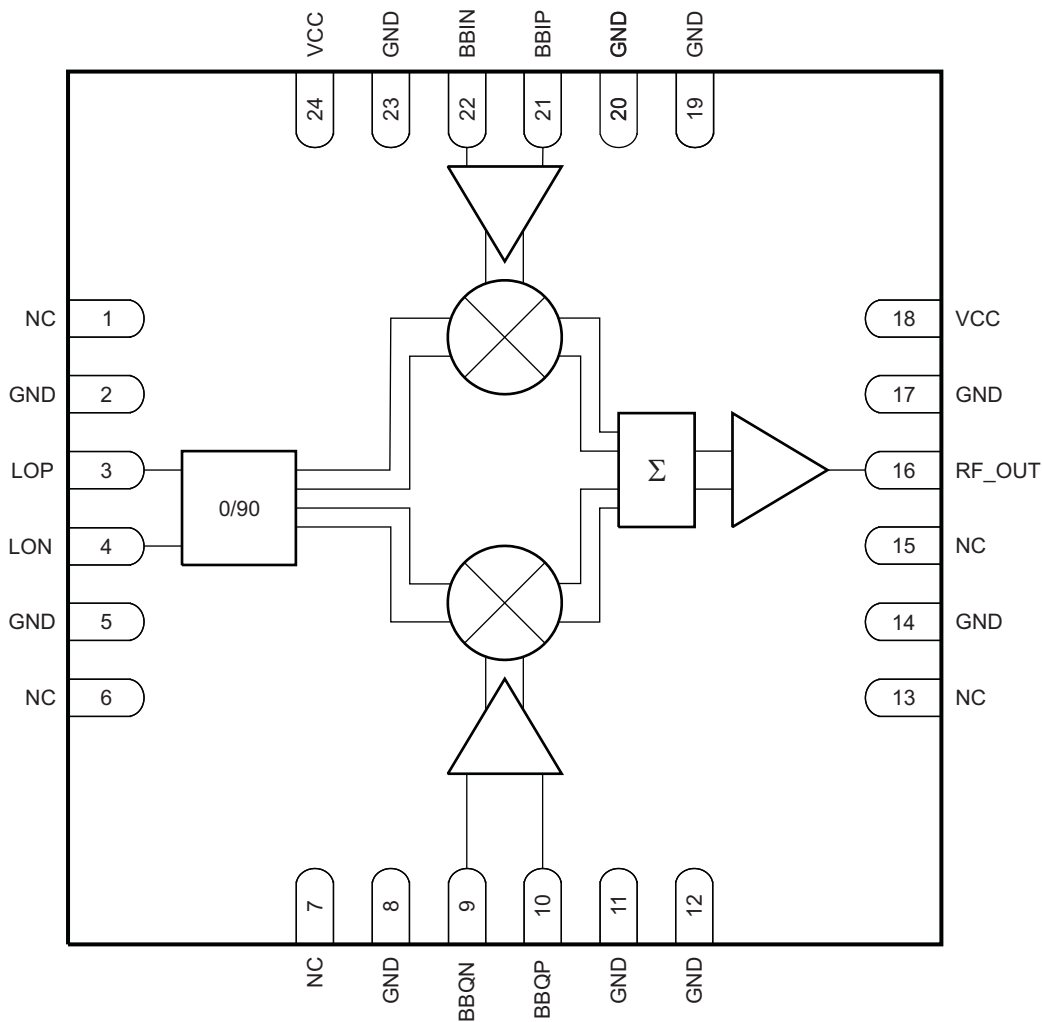 VCC
GND
BBIN
BBIP
GND
GND
24
23
22
21
20
19
NC 1
18 VCC
GND 2
17 GND
LOP 3
0/90
Σ
16 RF_OUT
LON 4
15 NC
GND 5
14 GND
NC 6
13 NC
7
8
9
10
11
12
NC
GND
BBQN
BBQP
GND
GND